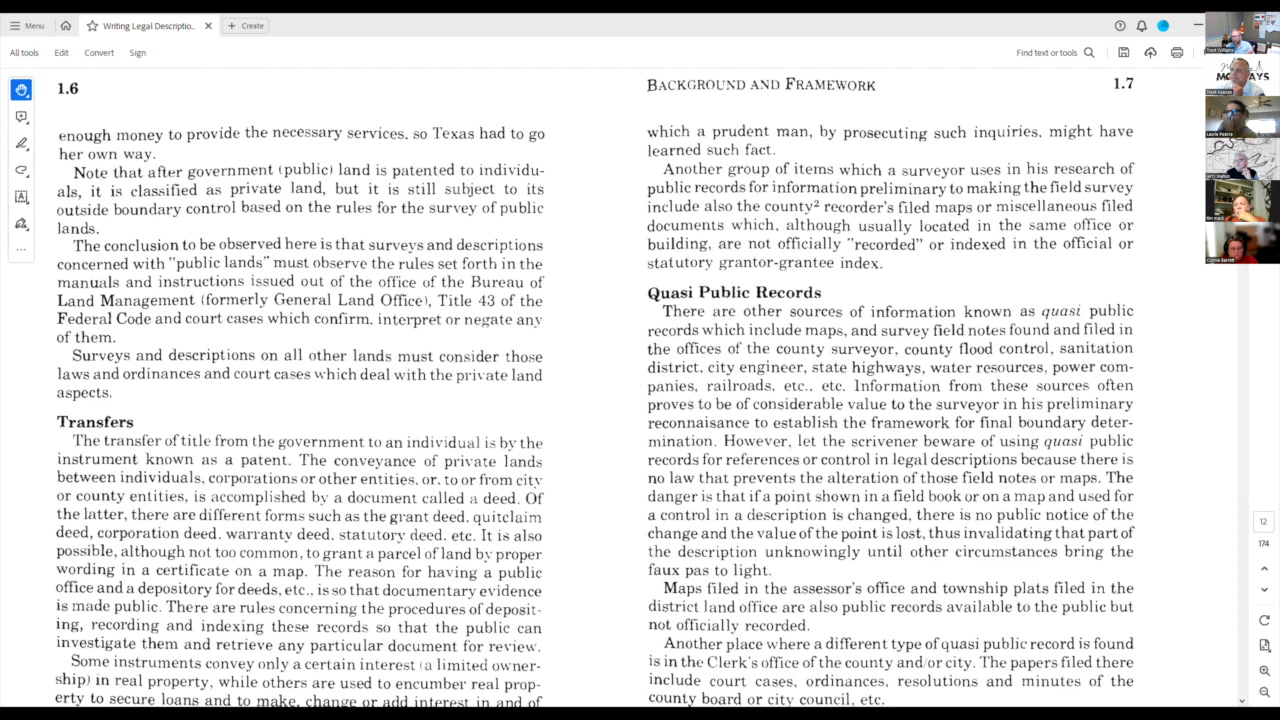 Menu
Writing Legal Descriptio...
Create
All tools
Edit
Convert
Sign
Find text or tools
1.6
enough money to provide the necessary services, so Texas had to go
her own way.
Note that after government (public) land is patented to individu-
als, it is classified as private land, but it is still subject to its
outside boundary control based on the rules for the survey of public
lands.
The conclusion to be observed here is that surveys and descriptions
concerned with "public lands" must observe the rules set forth in the
manuals and instructions issued out of the office of the Bureau of
Land Management (formerly General Land Office), Title 43 of the
Federal Code and court cases which confirm, interpret or negate any
of them.
Surveys and descriptions on all other lands must consider those
laws and ordinances and court cases which deal with the private land
aspects.
Transfers
The transfer of title from the government to an individual is by the
instrument known as a patent. The conveyance of private lands
between individuals, corporations or other entities, or, to or from city
or county entities, is accomplished by a document called a deed. Of
the latter, there are different forms such as the grant deed, quitclaim
deed, corporation deed, warranty deed, statutory deed, etc. It is also
possible, although not too common, to grant a parcel of land by proper
wording in a certificate on a map. The reason for having a public
office and a depository for deeds, etc., is so that documentary evidence
is made public. There are rules concerning the procedures of deposit-
ing, recording and indexing these records so that the public can
investigate them and retrieve any particular document for review.
Some instruments convey only a certain interest (a limited owner-
ship) in real property, while others are used to encumber real prop-
erty to secure loans and to make, change or add interest in and of
BACKGROUND AND FRAMEWORK
1.7
which a prudent man, by prosecuting such inquiries, might have
learned such fact.
Another group of items which a surveyor uses in his research of
public records for information preliminary to making the field survey
include also the county² recorder's filed maps or miscellaneous filed
documents which, although usually located in the same office or
building, are not officially "recorded" or indexed in the official or
statutory grantor-grantee index.
Quasi Public Records
There are other sources of information known as quasi public
records which include maps, and survey field notes found and filed in
the offices of the county surveyor, county flood control, sanitation
district, city engineer, state highways, water resources, power com-
panies, railroads, etc., etc. Information from these sources often
proves to be of considerable value to the surveyor in his preliminary
reconnaisance to establish the framework for final boundary deter-
mination. However, let the scrivener beware of using quasi public
records for references or control in legal descriptions because there is
no law that prevents the alteration of those field notes or maps. The
danger is that if a point shown in a field book or on a map and used for
a control in a description is changed, there is no public notice of the
change and the value of the point is lost, thus invalidating that part of
the description unknowingly until other circumstances bring the
faux pas to light.
Maps filed in the assessor's office and township plats filed in the
district land office are also public records available to the public but
not officially recorded.
Another place where a different type of quasi public record is found
is in the Clerk's office of the county and/or city. The papers filed there
include court cases, ordinances, resolutions and minutes of the
county board or city council, etc.
12
174
Trent Williams
Trent Keenan
Laurie Pearce
tim mack
Connie Barrett